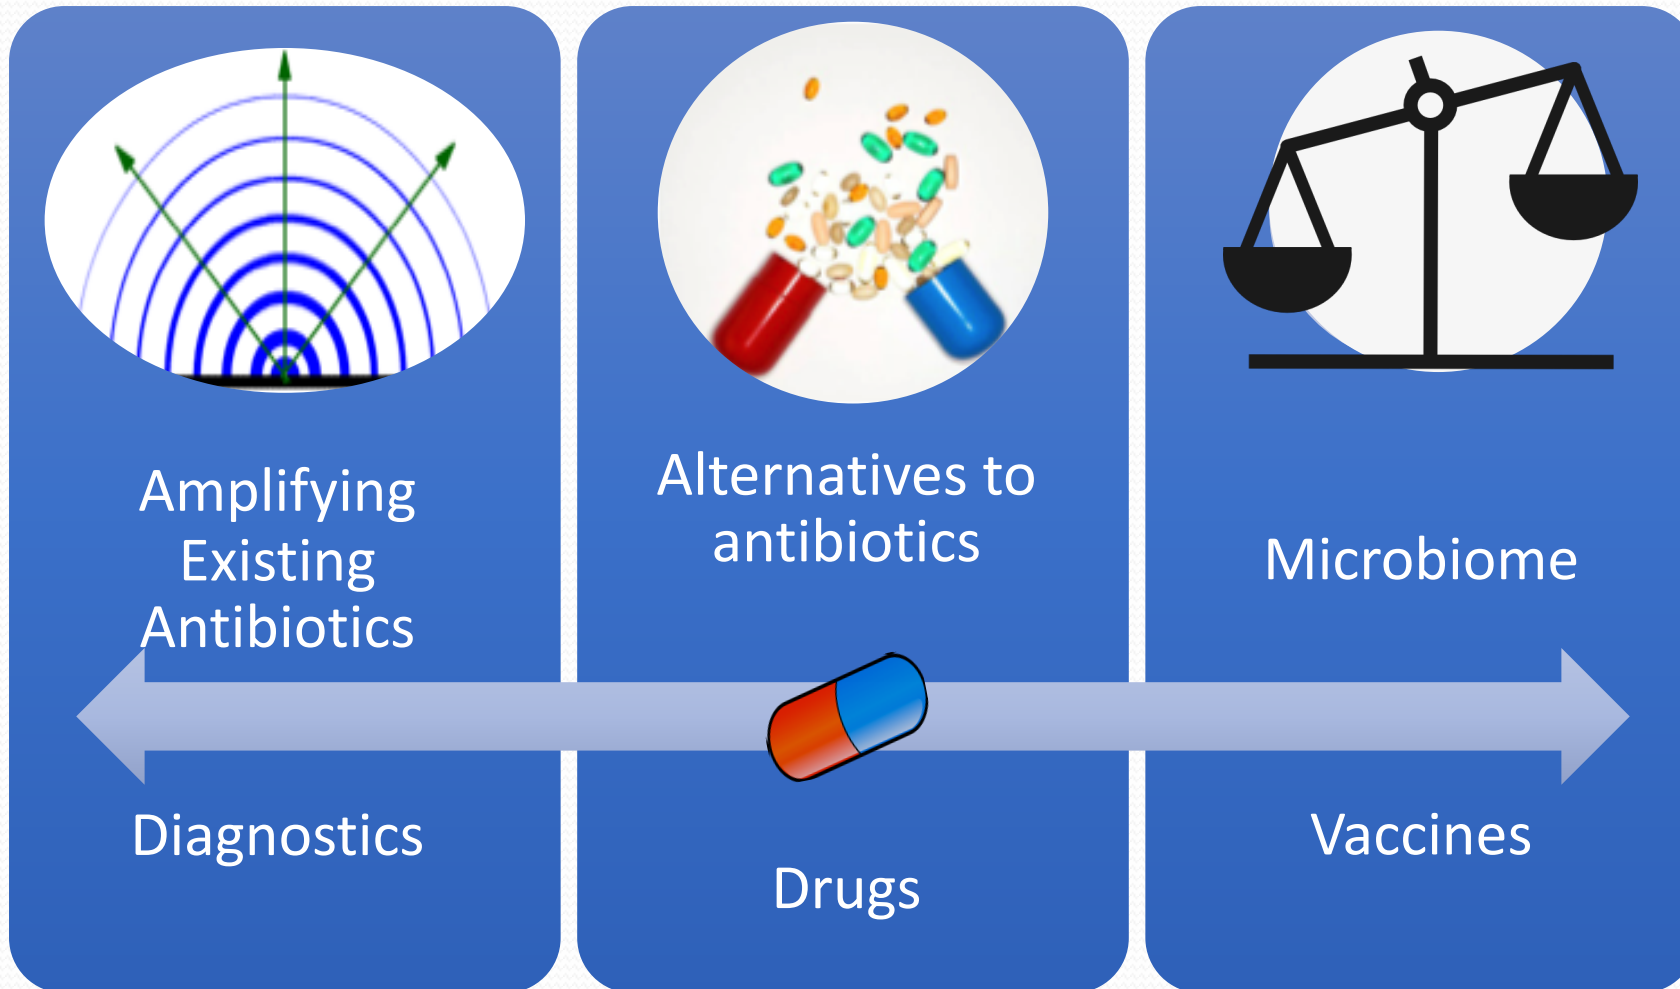 Amplifying
Existing
Antibiotics
Diagnostics
Alternatives to
antibiotics
Drugs
Microbiome
Vaccines